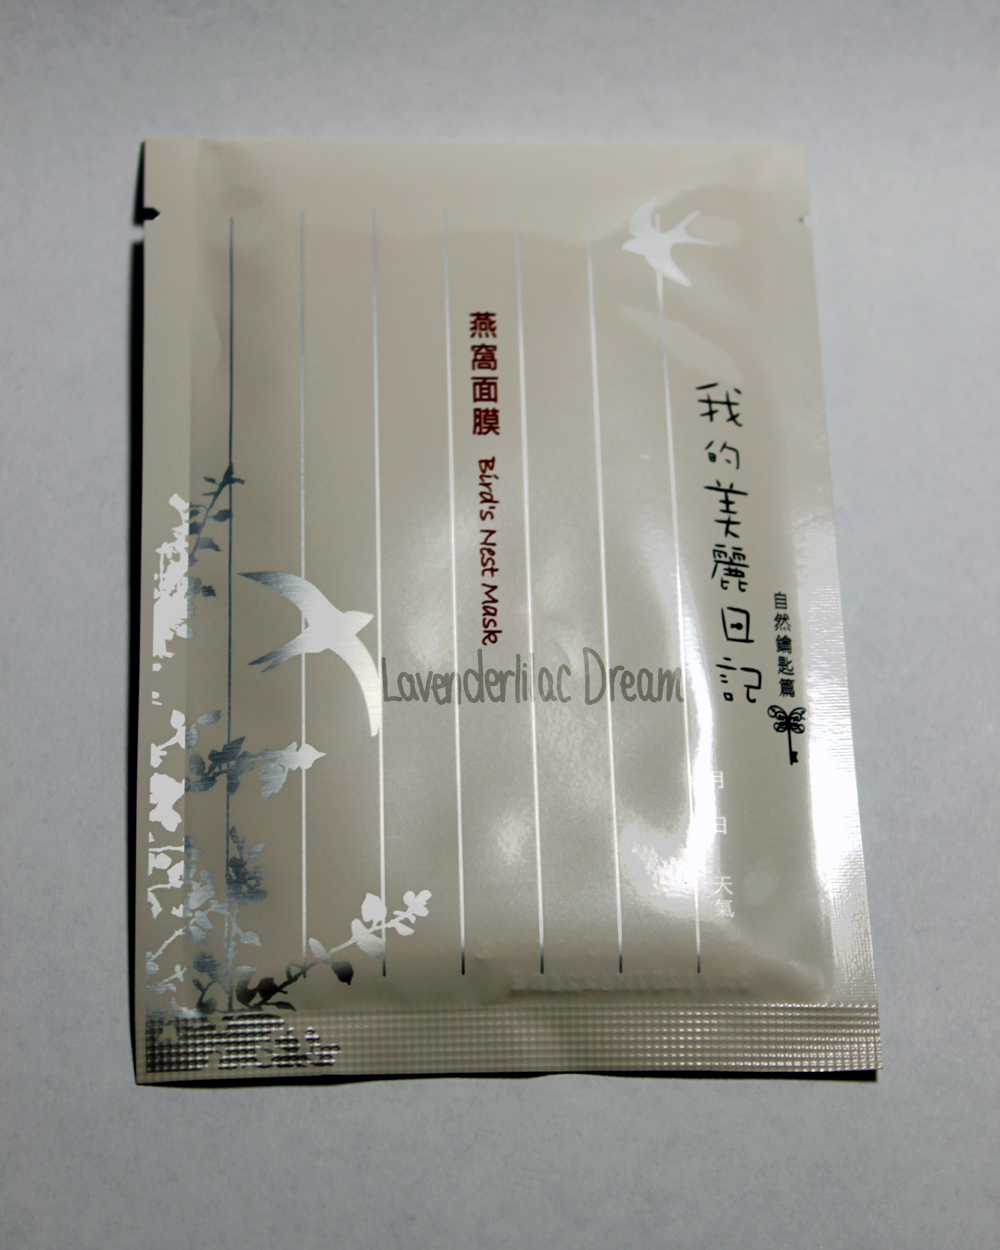 我的美麗日記
自然鑰匙篇
燕窩面膜 Bird's Nest Mask
Lavenderlilac Dream
月 日 天氣